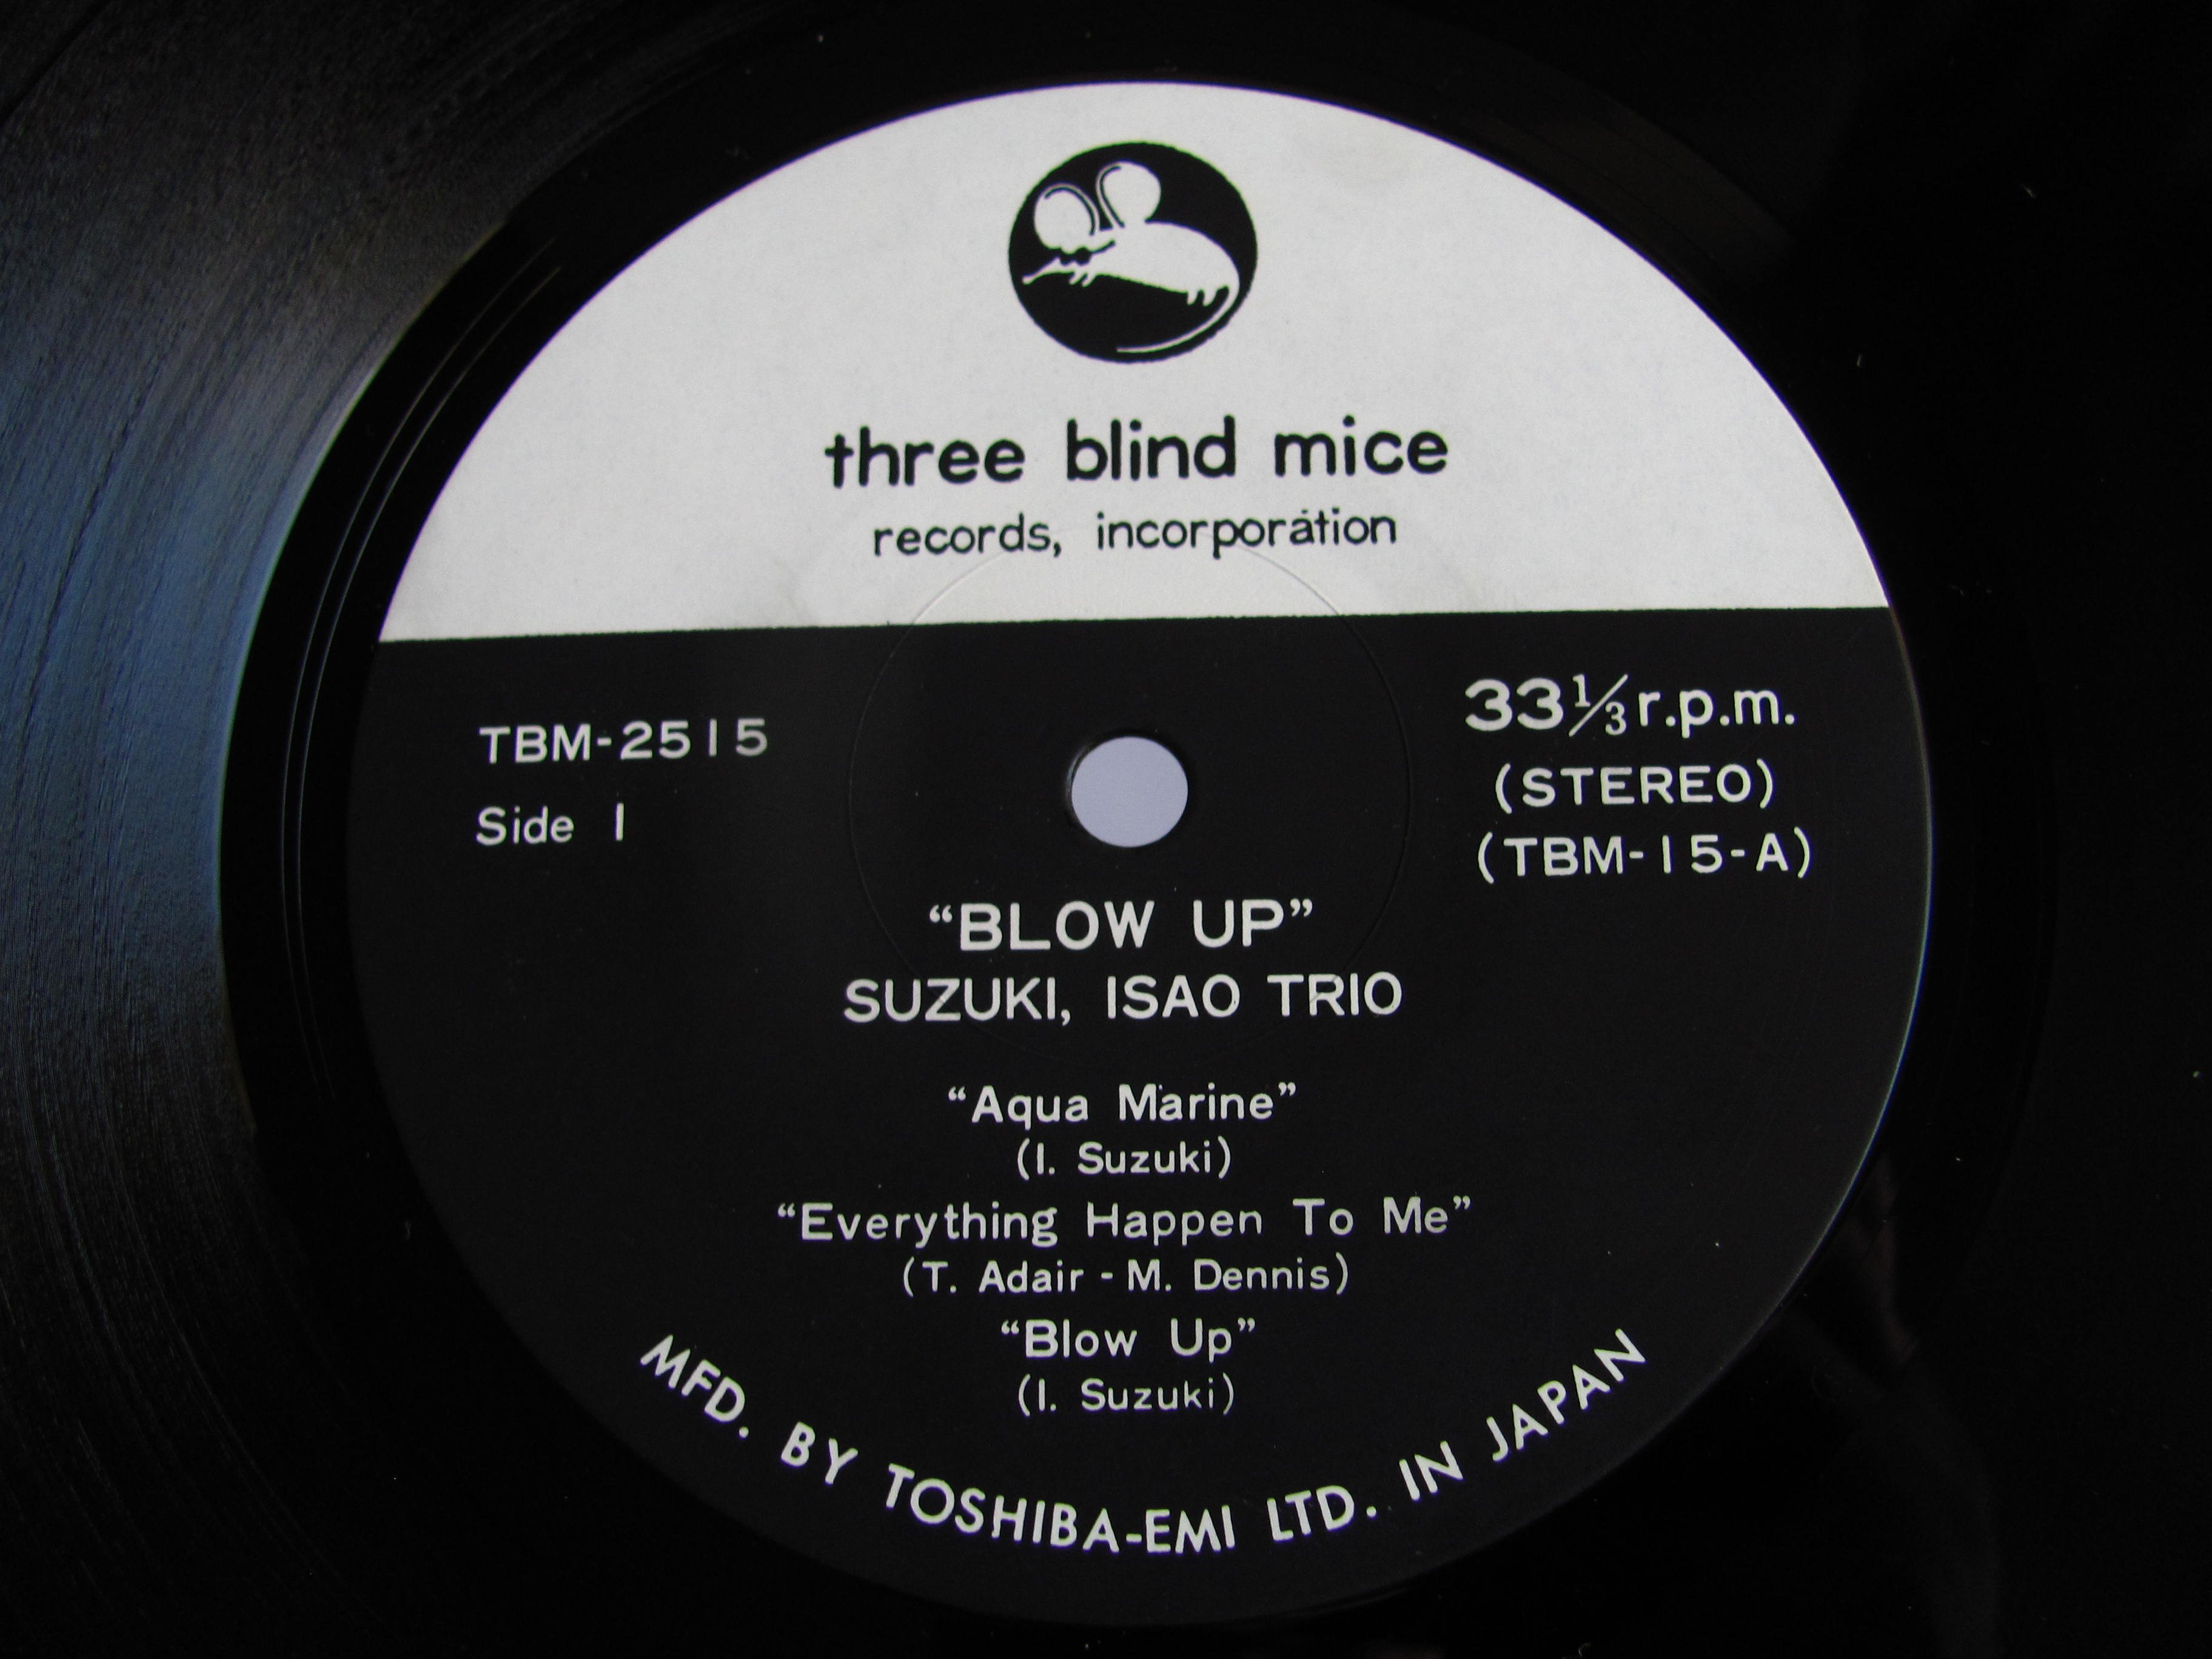 three blind mice
records, incorporation
TBM-2515
Side 1
33⅓ r.p.m.
(STEREO)
(TBM-15-A)
“BLOW UP”
SUZUKI, ISAO TRIO
“Aqua Marine”
(I. Suzuki)
“Everything Happen To Me”
(T. Adair - M. Dennis)
“Blow Up”
(I. Suzuki)
MFD. BY TOSHIBA-EMI LTD. IN JAPAN